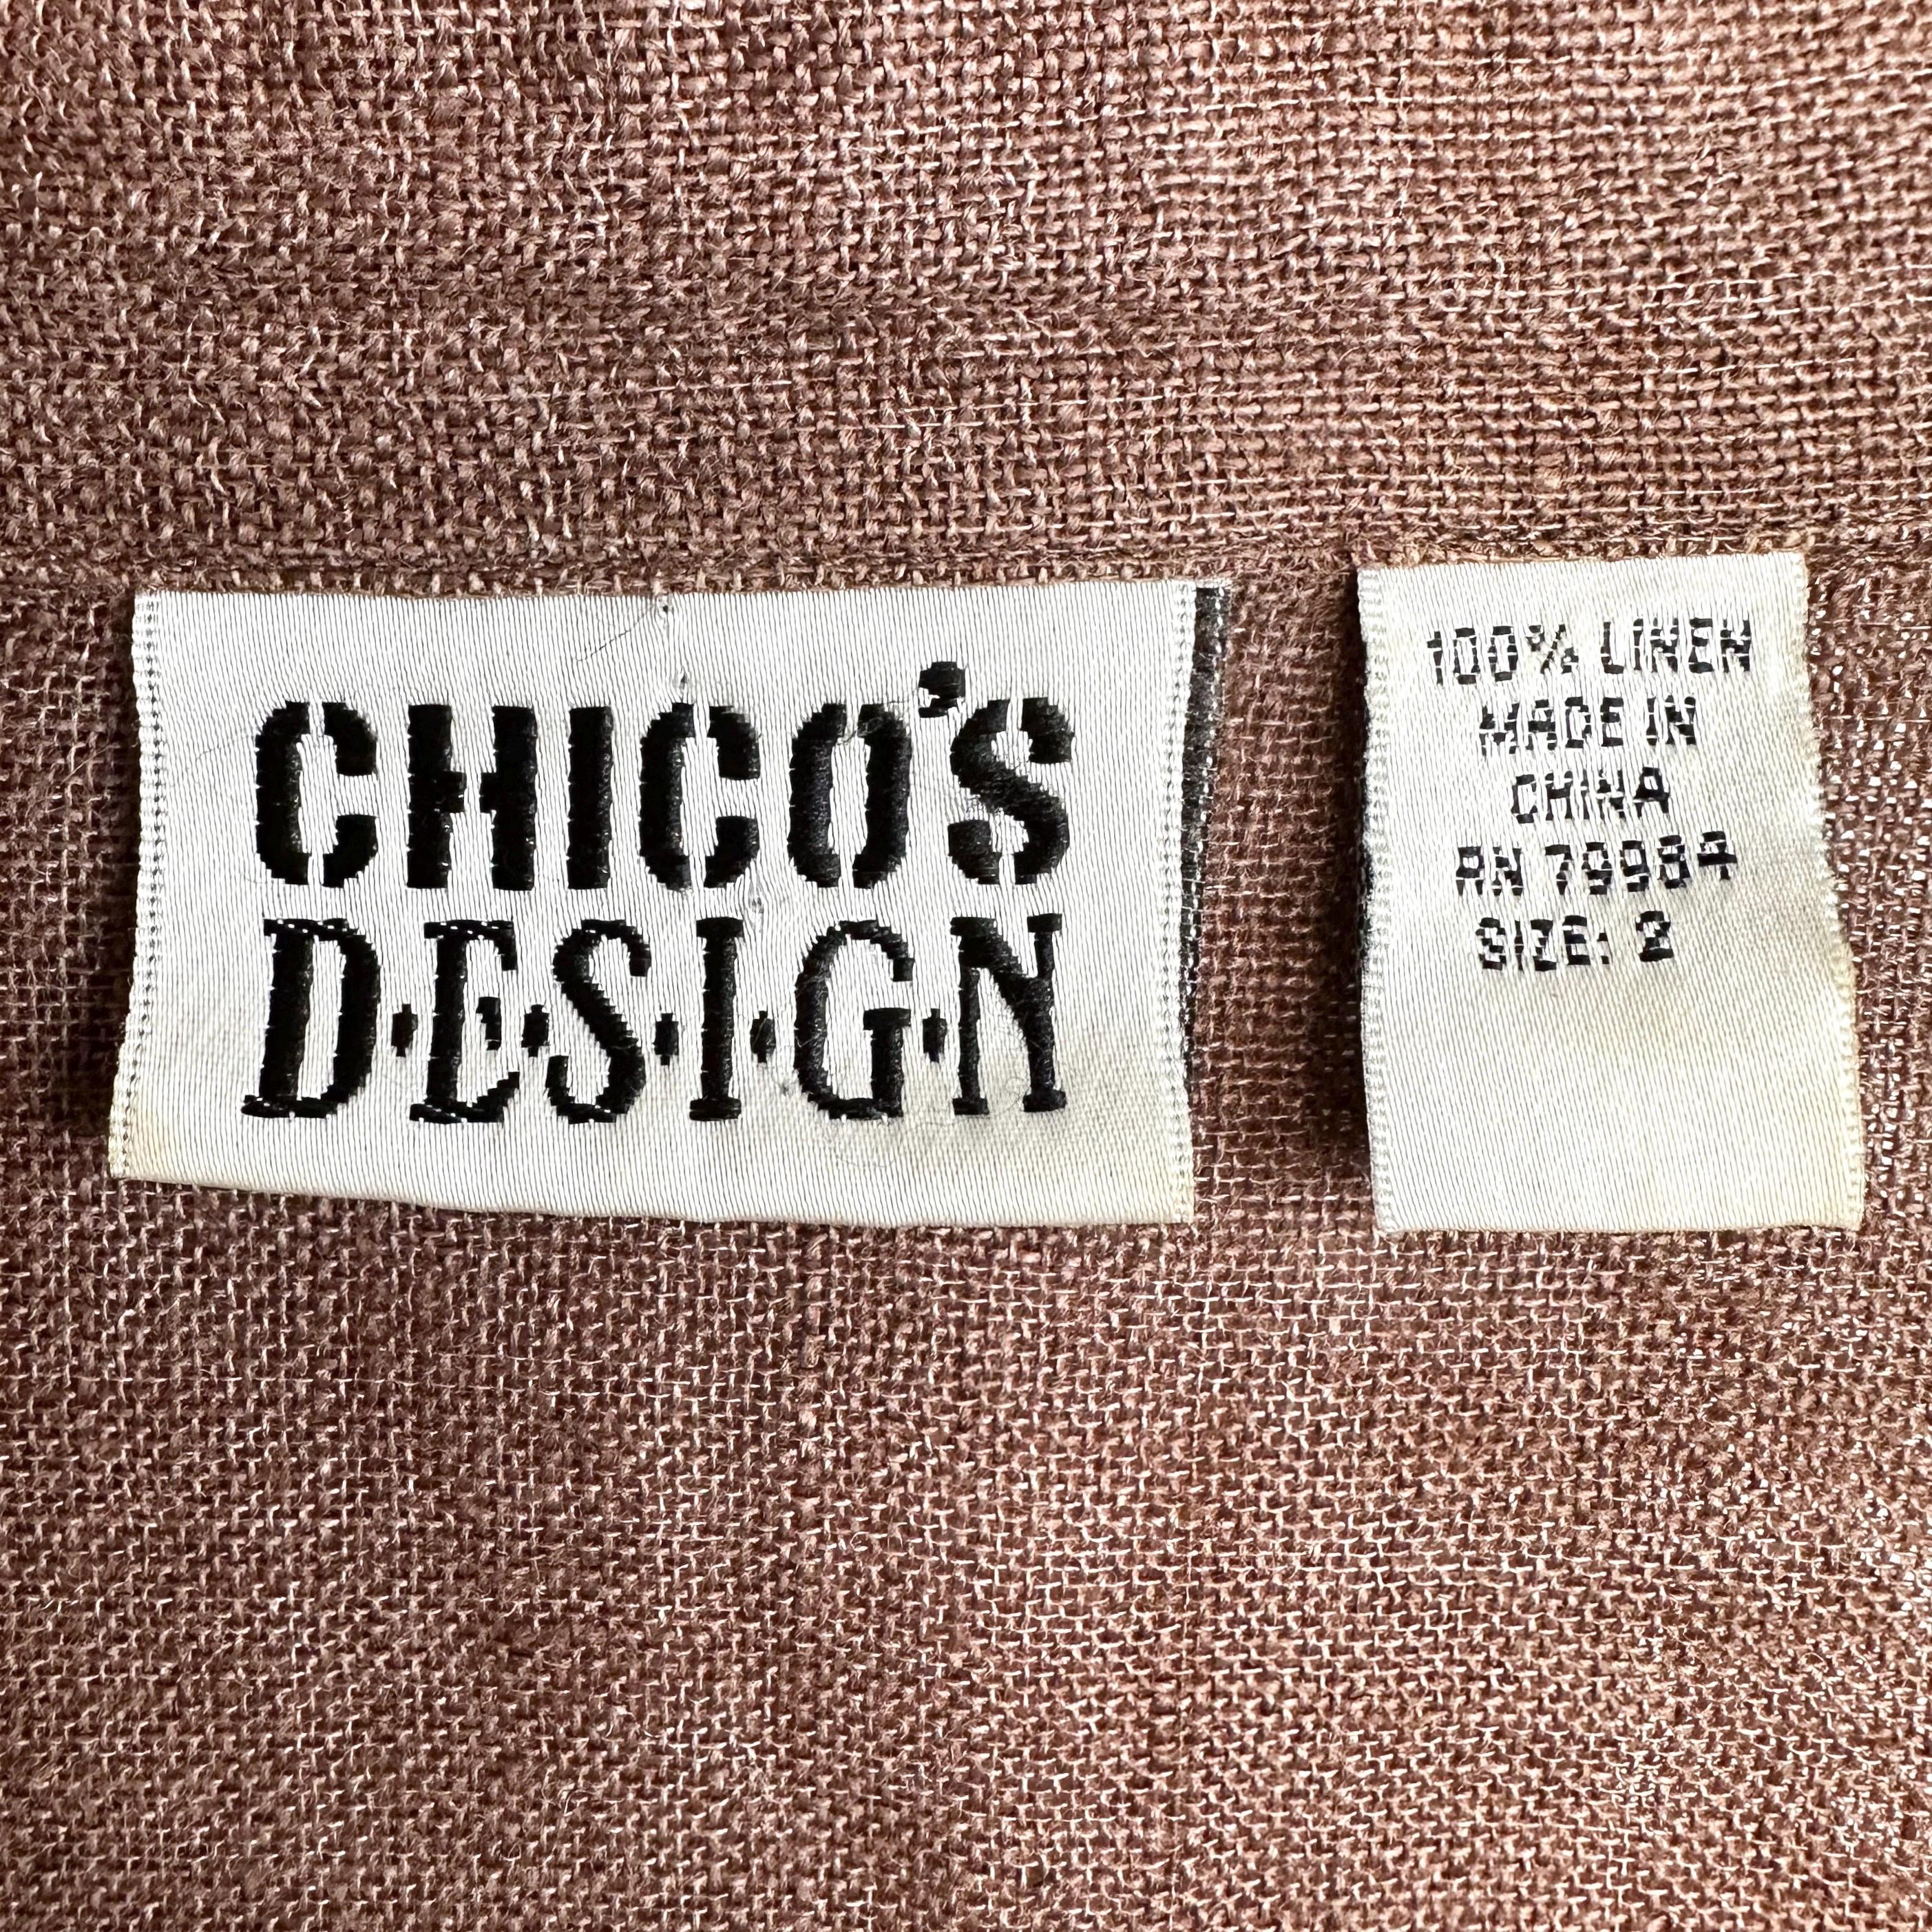 CHICO'S
D·E·S·I·G·N
100% LINEN
MADE IN
CHINA
RN 79984
SIZE: 2